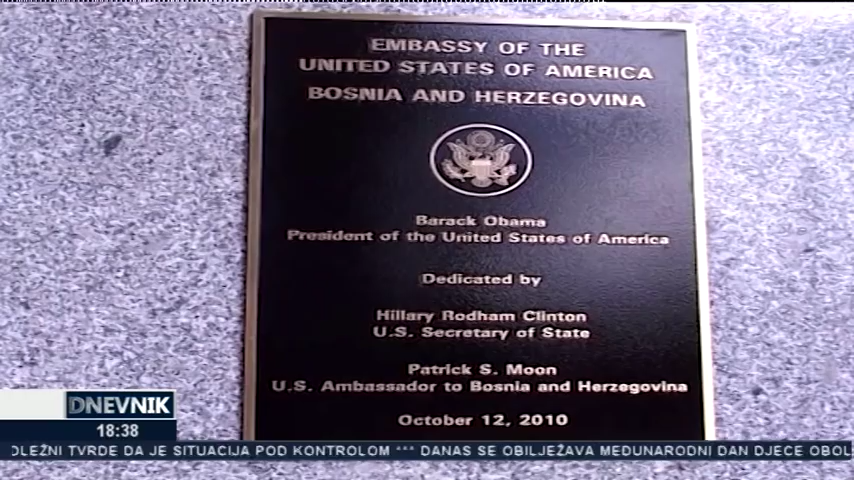 EMBASSY OF THE
UNITED STATES OF AMERICA
BOSNIA AND HERZEGOVINA
Barack Obama
President of the United States of America
Dedicated by
Hillary Rodham Clinton
U.S. Secretary of State
Patrick S. Moon
U.S. Ambassador to Bosnia and Herzegovina
October 12, 2010
DNEVNIK
18:38
DLEŽNI TVRDE DA JE SITUACIJA POD KONTROLOM *** DANAS SE OBILJEŽAVA MEĐUNARODNI DAN DJECE OBOL